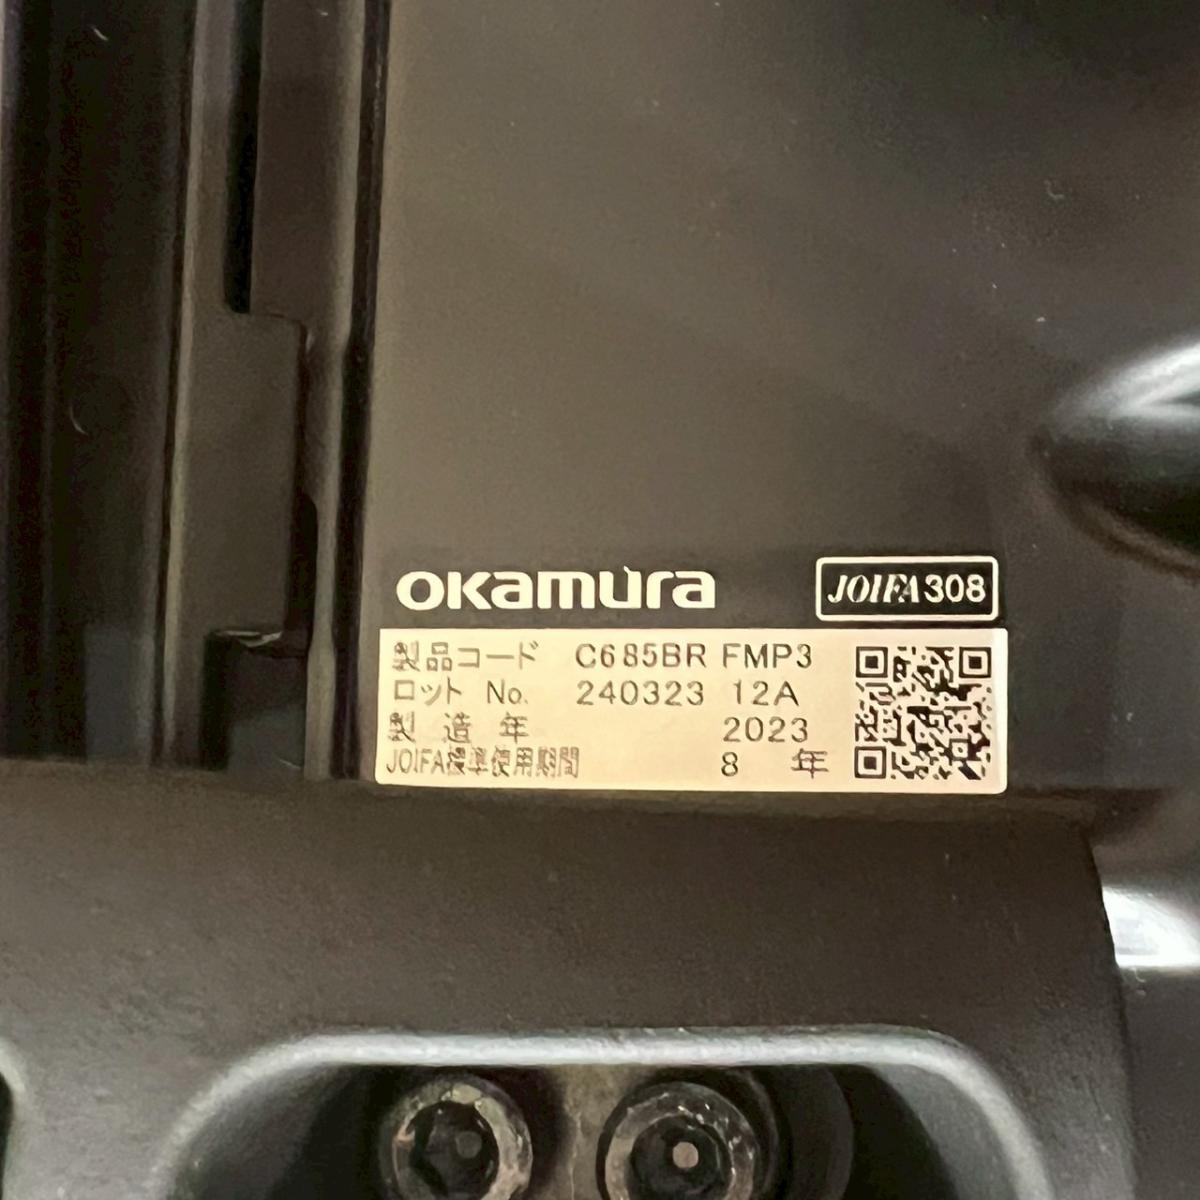 okamura
JOIFA308
製品コード C685BR FMP3
ロット No. 240323 12A
製造年 2023
JOIFA標準使用期間 8 年